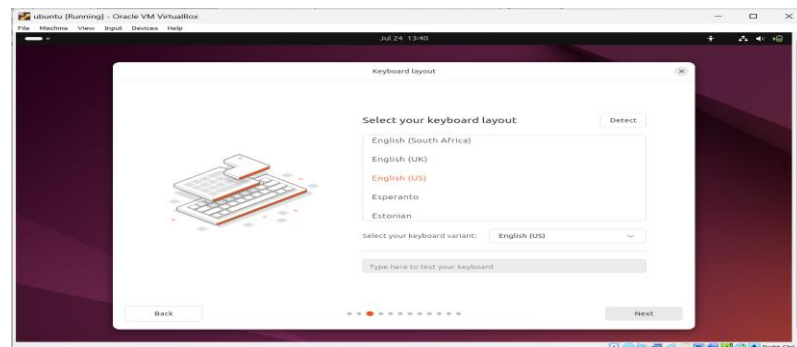 ubuntu [Running] - Oracle VM VirtualBox
File Machine View Input Devices Help
Jul 24 13:40
Keyboard layout
Select your keyboard layout
Detect
English (South Africa)
English (UK)
English (US)
Esperanto
Estonian
Select your keyboard variant: English (US)
Type here to test your keyboard
Back
Next
Right Ctrl